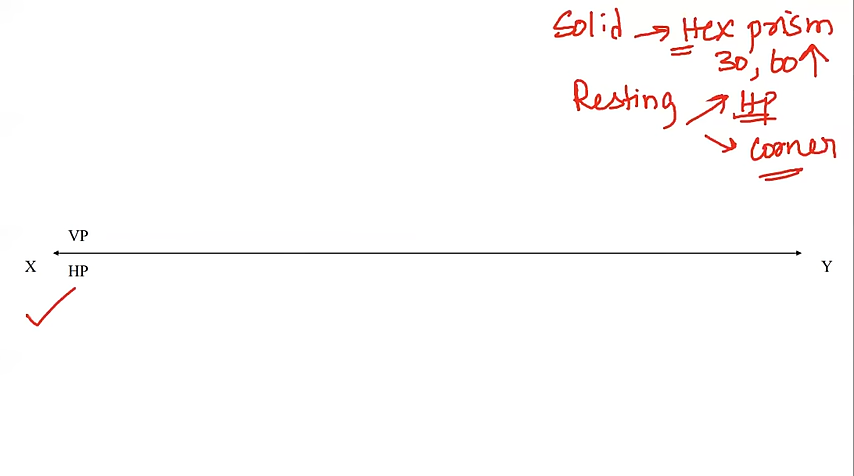 Solid → Hex prism
30, 60 ↑
Resting → HP
→ corner
VP
X
HP
Y